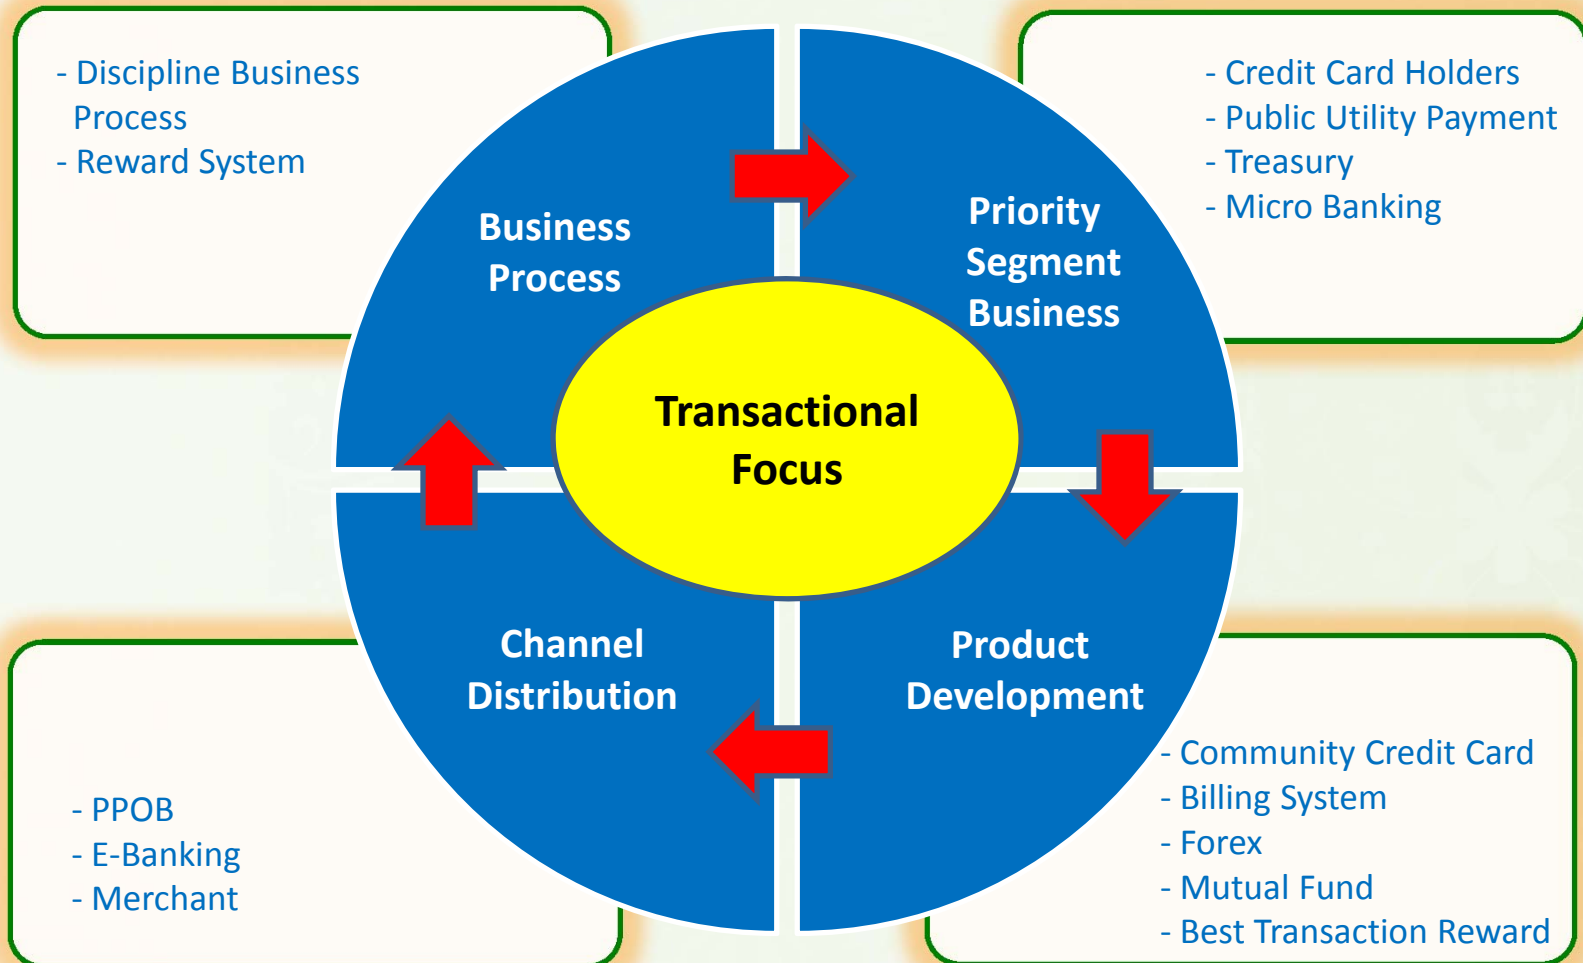 - Discipline Business
Process
- Reward System
- Credit Card Holders
- Public Utility Payment
- Treasury
- Micro Banking
Business
Process
Priority
Segment
Business
Transactional
Focus
Channel
Distribution
Product
Development
- PPOB
- E-Banking
- Merchant
- Community Credit Card
- Billing System
- Forex
- Mutual Fund
- Best Transaction Reward